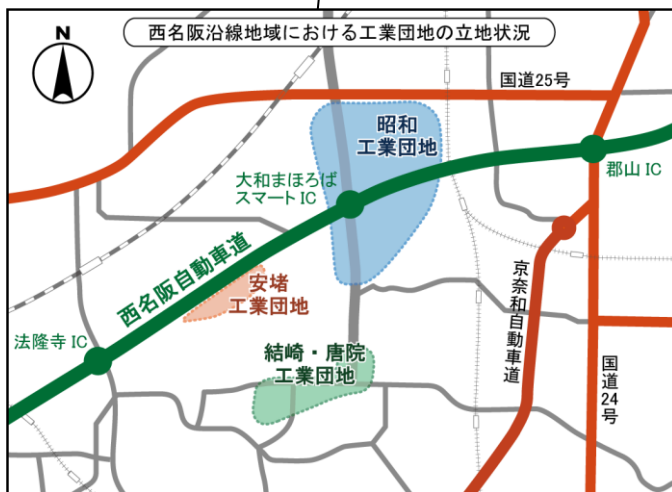 西名阪沿線地域における工業団地の立地状況
N
国道25号
昭和
工業団地
大和まほろば
スマートIC
郡山IC
西名阪自動車道
安堵
工業団地
京奈和自動車道
法隆寺IC
結崎・唐院
工業団地
国道24号